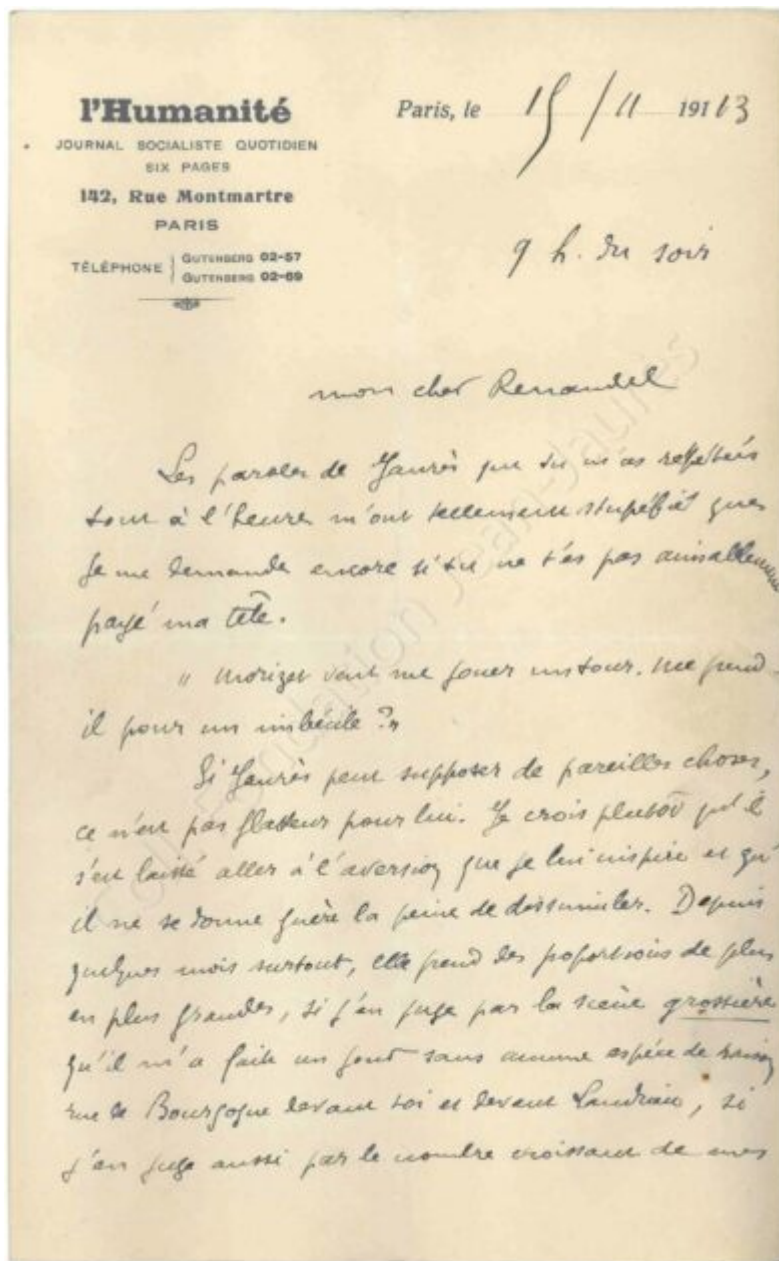 l'Humanité
JOURNAL SOCIALISTE QUOTIDIEN
SIX PAGES
142, Rue Montmartre
PARIS
TÉLÉPHONE
GUTENBERG 02-57
GUTENBERG 02-69
Paris, le 15/11 1913
9 h. du soir
mon cher Renaudel
Les paroles de Jaurès que tu m'as répétées
tout à l'heure m'ont tellement stupéfié que
je me demande encore si tu ne t'es pas amicalement
payé ma tête.
" Morizet veut me jouer un tour. Me prend-
il pour un imbécile ? "
Si Jaurès peut supposer de pareilles choses,
ce n'est pas flatteur pour lui. Je crois plutôt qu'il
s'est laissé aller à l'aversion que je lui inspire et qu'
il ne se donne guère la peine de dissimuler. Depuis
quelques mois surtout, elle prend des proportions de plus
en plus grandes, si j'en juge par la scène grossière
qu'il m'a faite un jour sans aucune espèce de raison
rue de Bourgogne devant toi et devant Landrieu, si
j'en juge aussi par le nombre croissant de mes
Coll. Fondation Jean-Jaurès